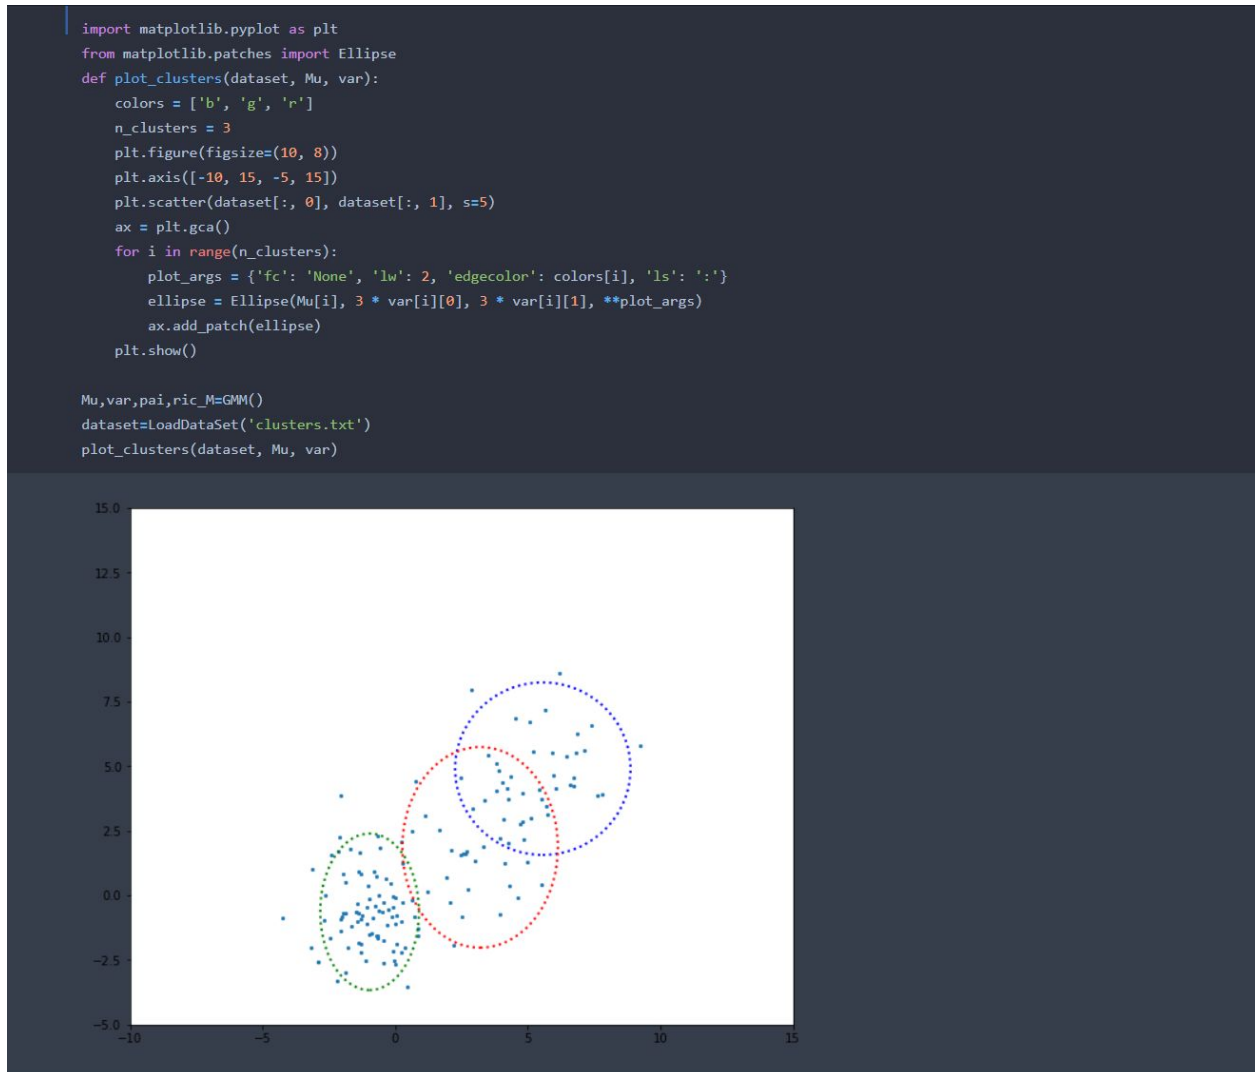 import matplotlib.pyplot as plt
from matplotlib.patches import Ellipse
def plot_clusters(dataset, Mu, var):
    colors = ['b', 'g', 'r']
    n_clusters = 3
    plt.figure(figsize=(10, 8))
    plt.axis([-10, 15, -5, 15])
    plt.scatter(dataset[:, 0], dataset[:, 1], s=5)
    ax = plt.gca()
    for i in range(n_clusters):
        plot_args = {'fc': 'None', 'lw': 2, 'edgecolor': colors[i], 'ls': ':'}
        ellipse = Ellipse(Mu[i], 3 * var[i][0], 3 * var[i][1], **plot_args)
        ax.add_patch(ellipse)
    plt.show()
Mu,var,pai,ric_M=GMM()
dataset=LoadDataSet('clusters.txt')
plot_clusters(dataset, Mu, var)
15.0
12.5
10.0
7.5
5.0
2.5
0.0
−2.5
−5.0
−10 −5 0 5 10 15